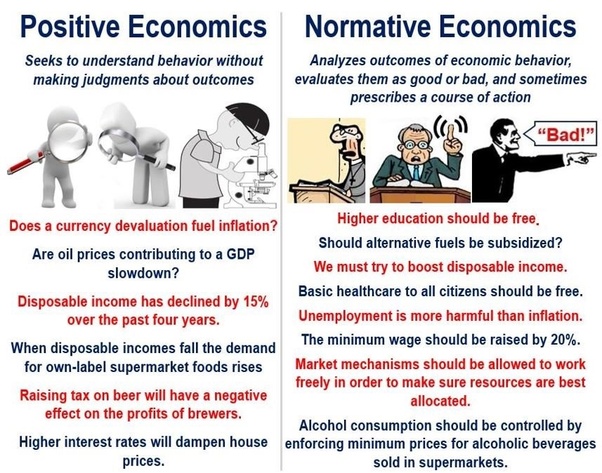 Positive Economics
Seeks to understand behavior without
making judgments about outcomes
Does a currency devaluation fuel inflation?
Are oil prices contributing to a GDP
slowdown?
Disposable income has declined by 15%
over the past four years.
When disposable incomes fall the demand
for own-label supermarket foods rises
Raising tax on beer will have a negative
effect on the profits of brewers.
Higher interest rates will dampen house
prices.
Normative Economics
Analyzes outcomes of economic behavior,
evaluates them as good or bad, and sometimes
prescribes a course of action
“Bad!”
Higher education should be free.
Should alternative fuels be subsidized?
We must try to boost disposable income.
Basic healthcare to all citizens should be free.
Unemployment is more harmful than inflation.
The minimum wage should be raised by 20%.
Market mechanisms should be allowed to work
freely in order to make sure resources are best
allocated.
Alcohol consumption should be controlled by
enforcing minimum prices for alcoholic beverages
sold in supermarkets.